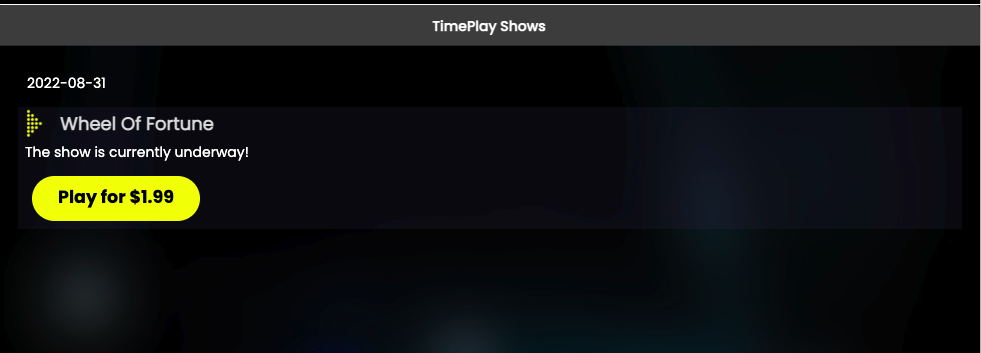 TimePlay Shows
2022-08-31
Wheel Of Fortune
The show is currently underway!
Play for $1.99